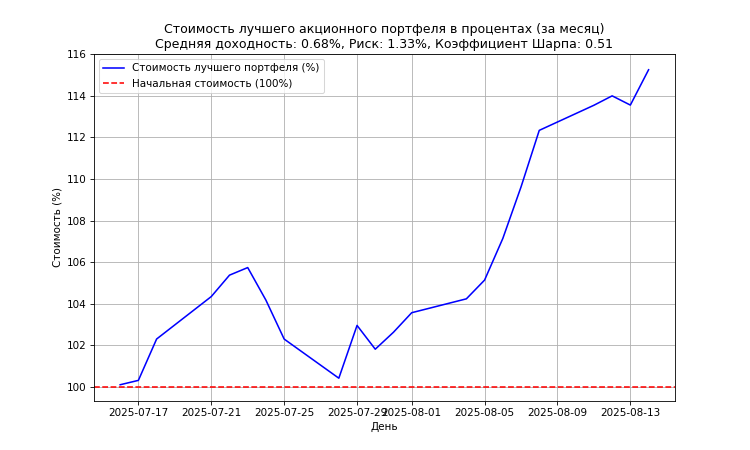 Стоимость лучшего акционного портфеля в процентах (за месяц)
Средняя доходность: 0.68%, Риск: 1.33%, Коэффициент Шарпа: 0.51
Стоимость лучшего портфеля (%)
Начальная стоимость (100%)
Стоимость (%)
116
114
112
110
108
106
104
102
100
2025-07-17 2025-07-21 2025-07-25 2025-07-29 2025-08-01 2025-08-05 2025-08-09 2025-08-13
День